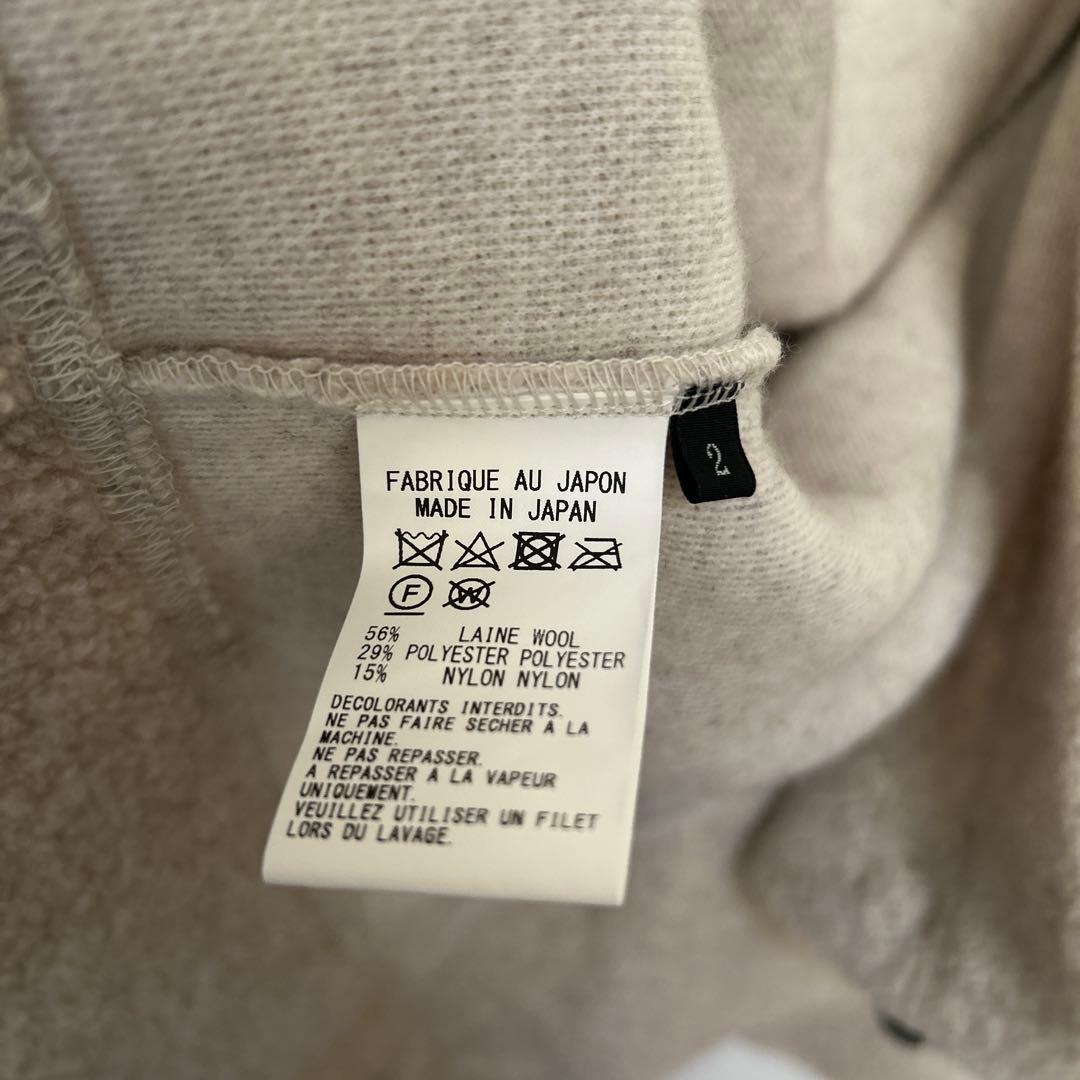 FABRIQUE AU JAPON
MADE IN JAPAN
F W
56% LAINE WOOL
29% POLYESTER POLYESTER
15% NYLON NYLON
DECOLORANTS INTERDITS.
NE PAS FAIRE SECHER À LA
MACHINE.
NE PAS REPASSER.
A REPASSER À LA VAPEUR
UNIQUEMENT.
VEUILLEZ UTILISER UN FILET
LORS DU LAVAGE.
2